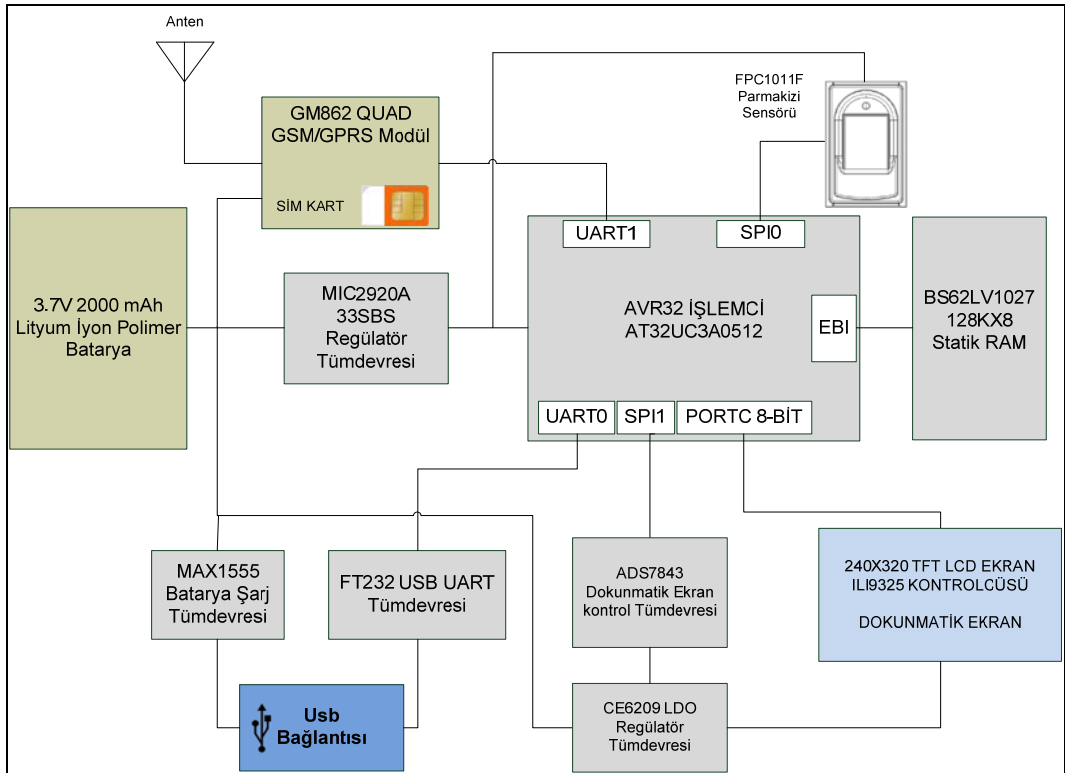 Anten
GM862 QUAD
GSM/GPRS Modül
SİM KART
FPC1011F
Parmakizi
Sensörü
3.7V 2000 mAh
Lityum İyon Polimer
Batarya
MIC2920A
33SBS
Regülatör
Tümdevresi
UART1
SPI0
AVR32 İŞLEMCİ
AT32UC3A0512
EBI
UART0
SPI1
PORTC 8-BİT
BS62LV1027
128KX8
Statik RAM
MAX1555
Batarya Şarj
Tümdevresi
FT232 USB UART
Tümdevresi
ADS7843
Dokunmatik Ekran
kontrol Tümdevresi
240X320 TFT LCD EKRAN
ILI9325 KONTROLCÜSÜ
DOKUNMATİK EKRAN
Usb
Bağlantısı
CE6209 LDO
Regülatör
Tümdevresi